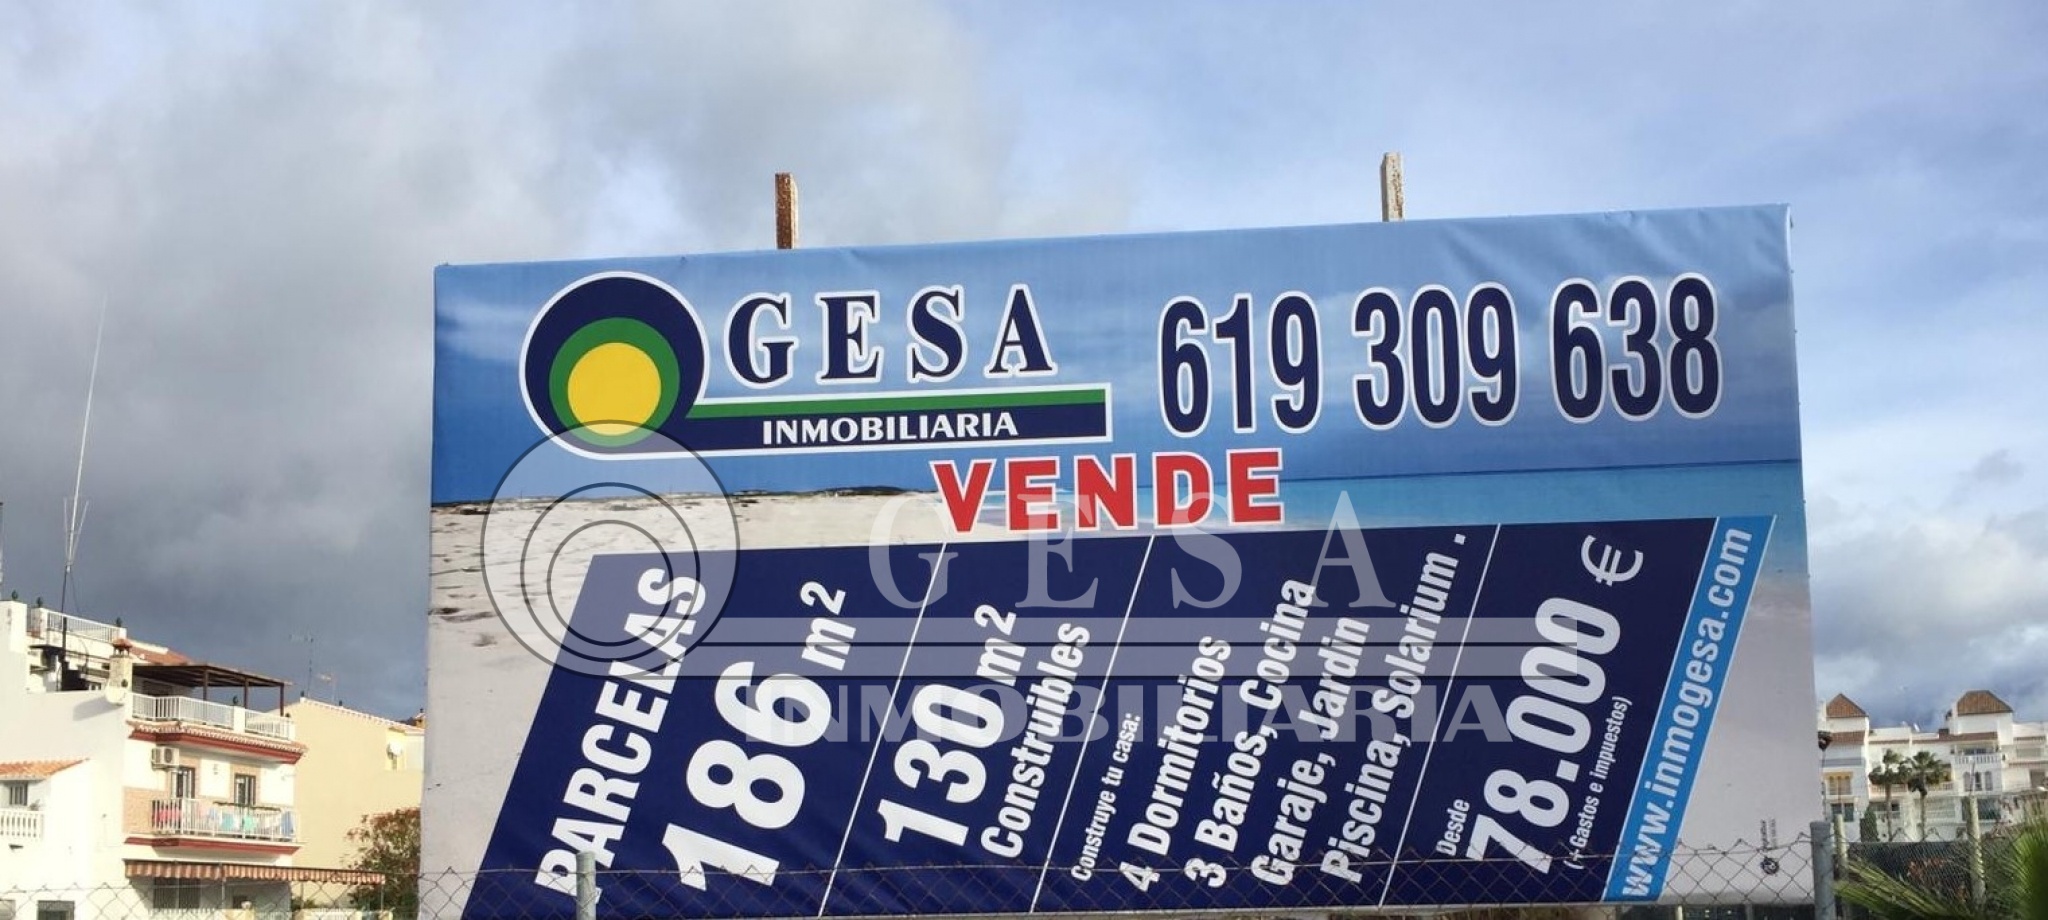 GESA
INMOBILIARIA
619 309 638
VENDE
PARCELAS
186 m²
130 m²
Construibles
Construye tu casa:
4 Dormitorios
3 Baños, Cocina
Garaje, Jardin
Piscina, Solarium .
Desde
78.000 €
(+Gastos e impuestos)
www.inmogesa.com
GESA
INMOBILIARIA